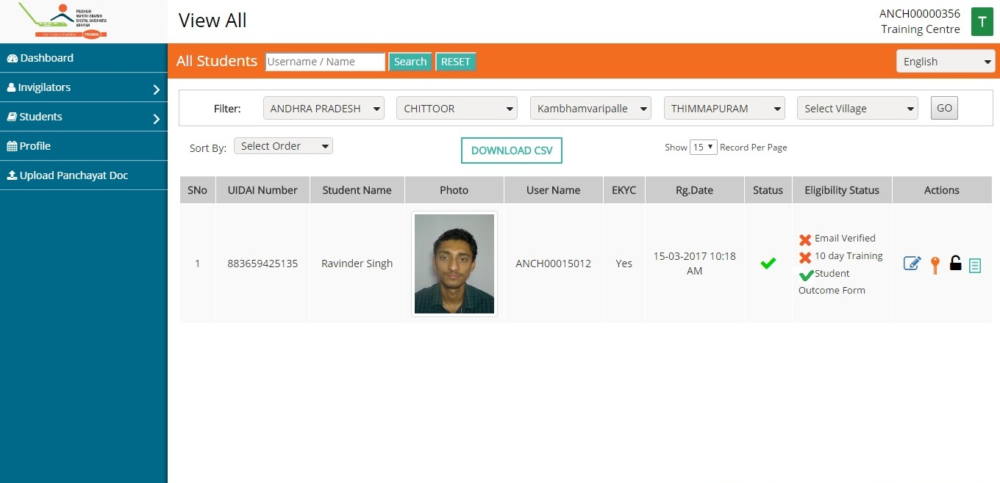 PRADHAN
MANTRI GRAMIN
DIGITAL SAKSHARTA
ABHIYAN
PMGDISHA
View All
ANCH00000356
Training Centre
T
Dashboard
Invigilators
Students
Profile
Upload Panchayat Doc
All Students Username / Name Search RESET English
Filter: ANDHRA PRADESH CHITTOOR Kambhamvaripalle THIMMAPURAM Select Village GO
Sort By: Select Order DOWNLOAD CSV Show 15 Record Per Page
SNo UIDAI Number Student Name Photo User Name EKYC Rg.Date Status Eligibility Status Actions
1 883659425135 Ravinder Singh ANCH00015012 Yes 15-03-2017 10:18
AM
Email Verified
10 day Training
Student
Outcome Form